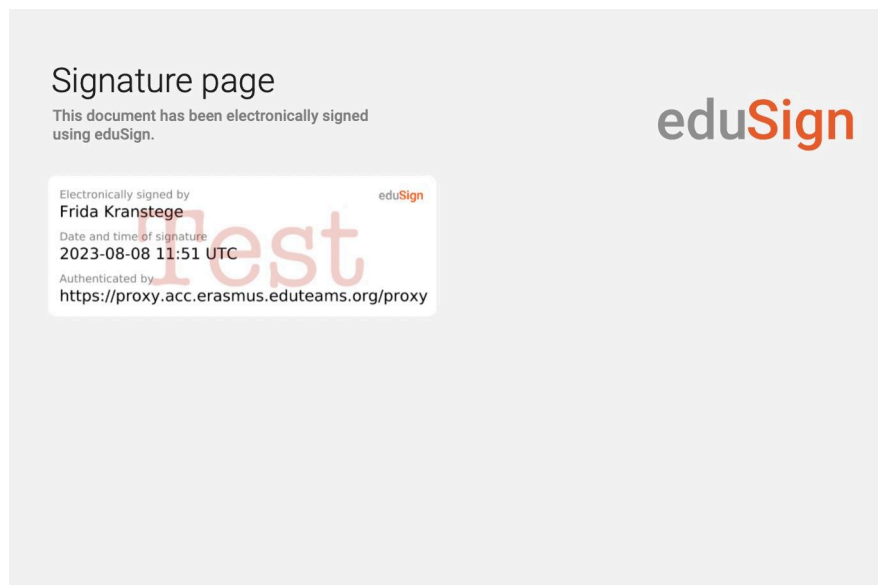 Signature page
This document has been electronically signed
using eduSign.
eduSign
Electronically signed by
eduSign
Frida Kranstege
Date and time of signature
2023-08-08 11:51 UTC
Authenticated by
https://proxy.acc.erasmus.eduteams.org/proxy
Test